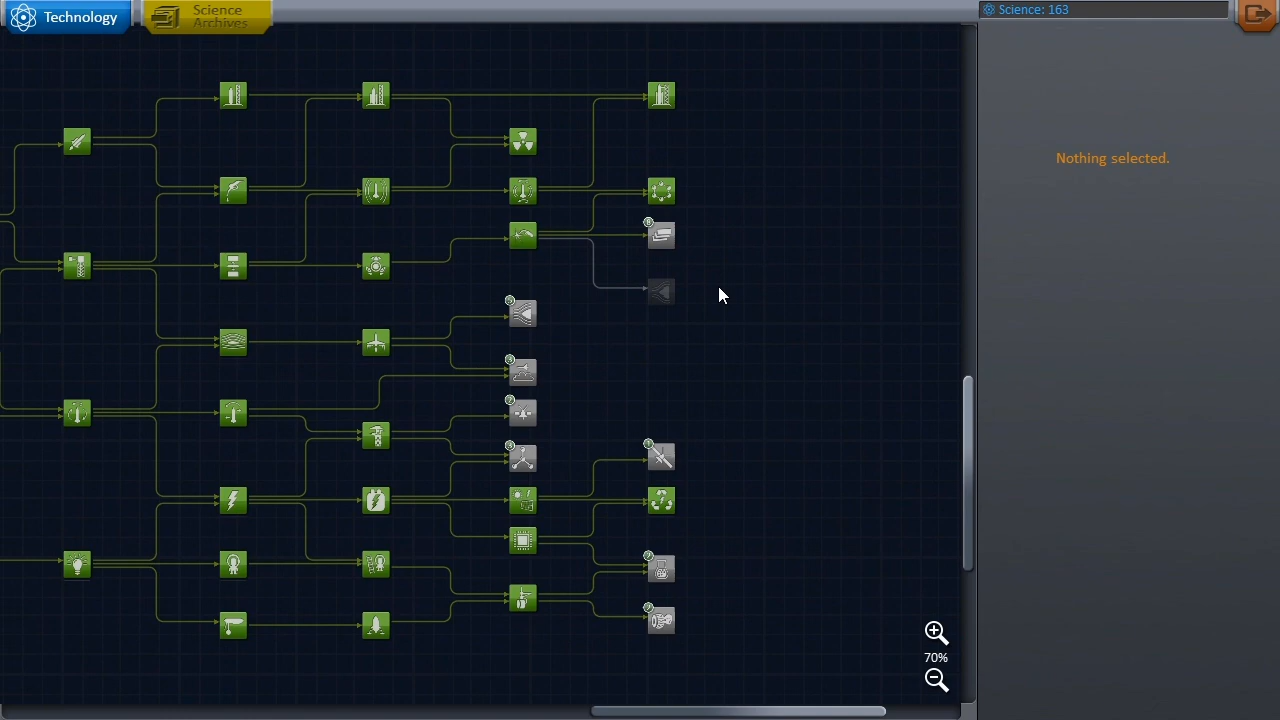 Technology
Science
Archives
Science: 163
Nothing selected.
70%